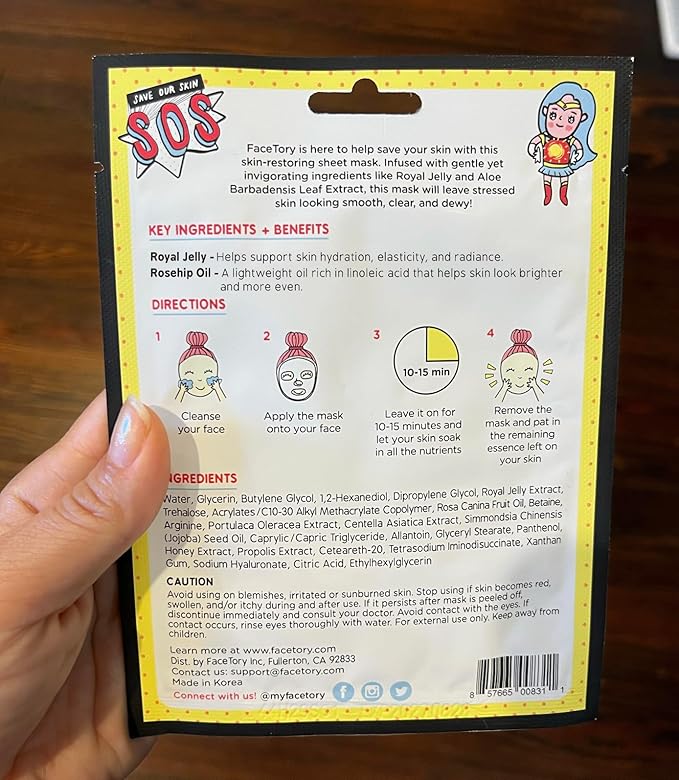 SAVE OUR SKIN
SOS
FaceTory is here to help save your skin with this
skin-restoring sheet mask. Infused with gentle yet
invigorating ingredients like Royal Jelly and Aloe
Barbadensis Leaf Extract, this mask will leave stressed
skin looking smooth, clear, and dewy!
KEY INGREDIENTS + BENEFITS
Royal Jelly - Helps support skin hydration, elasticity, and radiance.
Rosehip Oil - A lightweight oil rich in linoleic acid that helps skin look brighter
and more even.
DIRECTIONS
1
Cleanse
your face
2
Apply the mask
onto your face
3
10-15 min
Leave it on for
10-15 minutes and
let your skin soak
in all the nutrients
4
Remove the
mask and pat in
the remaining
essence left on
your skin
NGREDIENTS
Water, Glycerin, Butylene Glycol, 1,2-Hexanediol, Dipropylene Glycol, Royal Jelly Extract,
Trehalose, Acrylates/C10-30 Alkyl Methacrylate Copolymer, Rosa Canina Fruit Oil, Betaine,
Arginine, Portulaca Oleracea Extract, Centella Asiatica Extract, Simmondsia Chinensis
(Jojoba) Seed Oil, Caprylic/Capric Triglyceride, Allantoin, Glyceryl Stearate, Panthenol,
Honey Extract, Propolis Extract, Ceteareth-20, Tetrasodium Iminodisuccinate, Xanthan
Gum, Sodium Hyaluronate, Citric Acid, Ethylhexylglycerin
CAUTION
Avoid using on blemishes, irritated or sunburned skin. Stop using if skin becomes red,
swollen, and/or itchy during and after use. If it persists after mask is peeled off,
discontinue immediately and consult your doctor. Avoid contact with the eyes. If
contact occurs, rinse eyes thoroughly with water. For external use only. Keep away from
children.
Learn more at www.facetory.com
Dist. by FaceTory Inc, Fullerton, CA 92833
Contact us: support@facetory.com
Made in Korea
Connect with us! @myfacetory
8 57665 00831 1